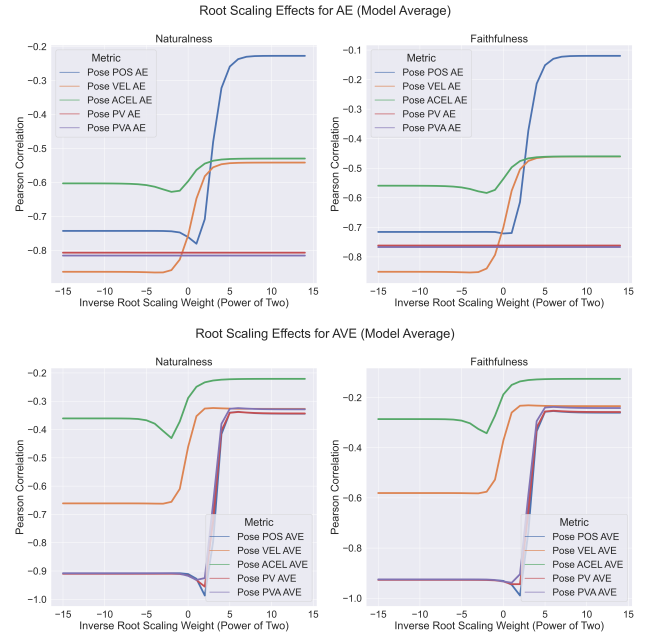 Root Scaling Effects for AE (Model Average)
Naturalness
−0.2
−0.3
−0.4
−0.5
−0.6
−0.7
−0.8
Pearson Correlation
Metric
Pose POS AE
Pose VEL AE
Pose ACEL AE
Pose PV AE
Pose PVA AE
−15 −10 −5 0 5 10 15
Inverse Root Scaling Weight (Power of Two)
Faithfulness
−0.1
−0.2
−0.3
−0.4
−0.5
−0.6
−0.7
−0.8
Pearson Correlation
Metric
Pose POS AE
Pose VEL AE
Pose ACEL AE
Pose PV AE
Pose PVA AE
−15 −10 −5 0 5 10 15
Inverse Root Scaling Weight (Power of Two)
Root Scaling Effects for AVE (Model Average)
Naturalness
−0.2
−0.3
−0.4
−0.5
−0.6
−0.7
−0.8
−0.9
−1.0
Pearson Correlation
Metric
Pose POS AVE
Pose VEL AVE
Pose ACEL AVE
Pose PV AVE
Pose PVA AVE
−15 −10 −5 0 5 10 15
Inverse Root Scaling Weight (Power of Two)
Faithfulness
−0.2
−0.4
−0.6
−0.8
−1.0
Pearson Correlation
Metric
Pose POS AVE
Pose VEL AVE
Pose ACEL AVE
Pose PV AVE
Pose PVA AVE
−15 −10 −5 0 5 10 15
Inverse Root Scaling Weight (Power of Two)